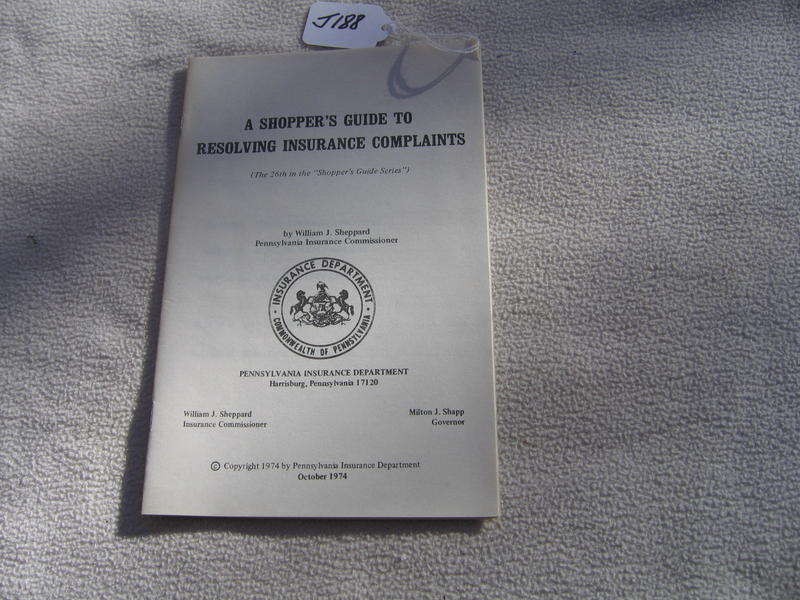 J188
A SHOPPER'S GUIDE TO
RESOLVING INSURANCE COMPLAINTS
(The 26th in the "Shopper's Guide Series")
by William J. Sheppard
Pennsylvania Insurance Commissioner
INSURANCE DEPARTMENT
COMMONWEALTH OF PENNSYLVANIA
PENNSYLVANIA INSURANCE DEPARTMENT
Harrisburg, Pennsylvania 17120
William J. Sheppard Milton J. Shapp
Insurance Commissioner Governor
© Copyright 1974 by Pennsylvania Insurance Department
October 1974